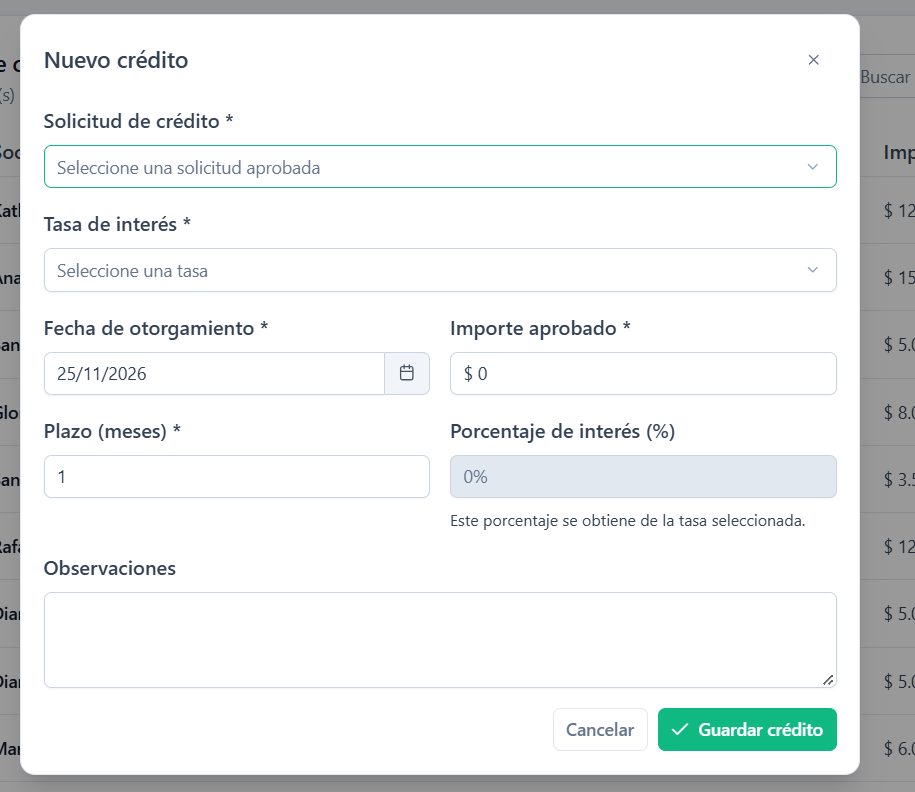 Nuevo crédito
Buscar
(s)
Solicitud de crédito *
Seleccione una solicitud aprobada
Tasa de interés *
Seleccione una tasa
Fecha de otorgamiento *
Importe aprobado *
25/11/2026
$ 0
Plazo (meses) *
Porcentaje de interés (%)
1
0%
Este porcentaje se obtiene de la tasa seleccionada.
Observaciones
Cancelar
Guardar crédito